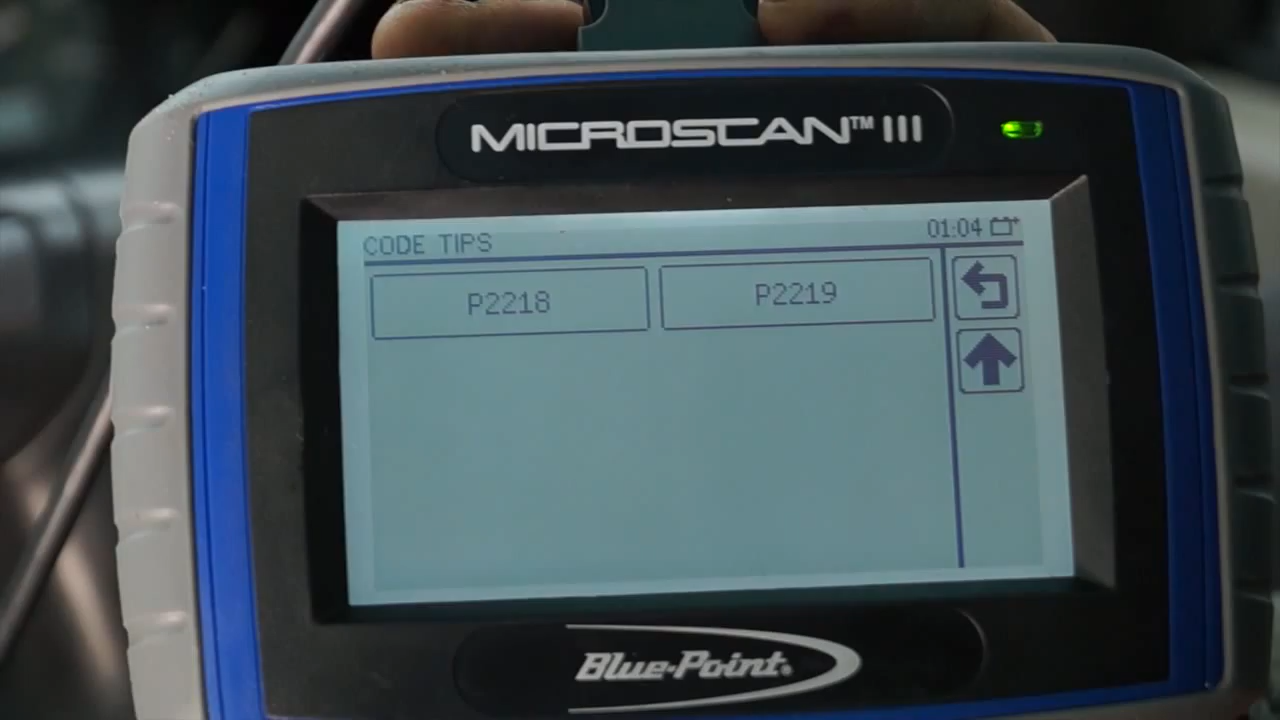 MICROSCAN™ III
CODE TIPS 01:04
P2218 P2219
Blue-Point®